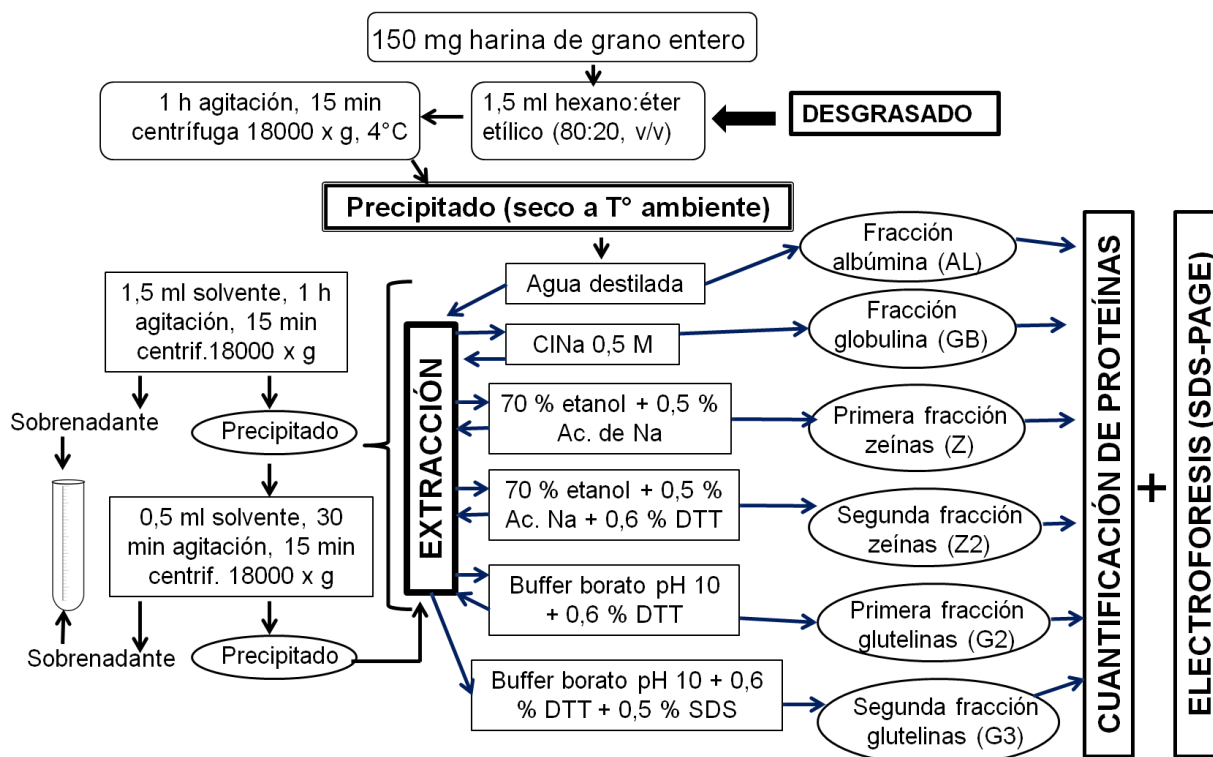 150 mg harina de grano entero
1 h agitación, 15 min
centrífuga 18000 x g, 4°C
1,5 ml hexano:éter
etílico (80:20, v/v)
DESGRASADO
Precipitado (seco a T° ambiente)
Agua destilada
Fracción
albúmina (AL)
1,5 ml solvente, 1 h
agitación, 15 min
centrif.18000 x g
Sobrenadante
Precipitado
0,5 ml solvente, 30
min agitación, 15 min
centrif. 18000 x g
Sobrenadante
Precipitado
EXTRACCIÓN
ClNa 0,5 M
Fracción
globulina (GB)
70 % etanol + 0,5 %
Ac. de Na
Primera fracción
zeínas (Z)
70 % etanol + 0,5 %
Ac. Na + 0,6 % DTT
Segunda fracción
zeínas (Z2)
Buffer borato pH 10
+ 0,6 % DTT
Primera fracción
glutelinas (G2)
Buffer borato pH 10 + 0,6
% DTT + 0,5 % SDS
Segunda fracción
glutelinas (G3)
CUANTIFICACIÓN DE PROTEÍNAS
+
ELECTROFORESIS (SDS-PAGE)